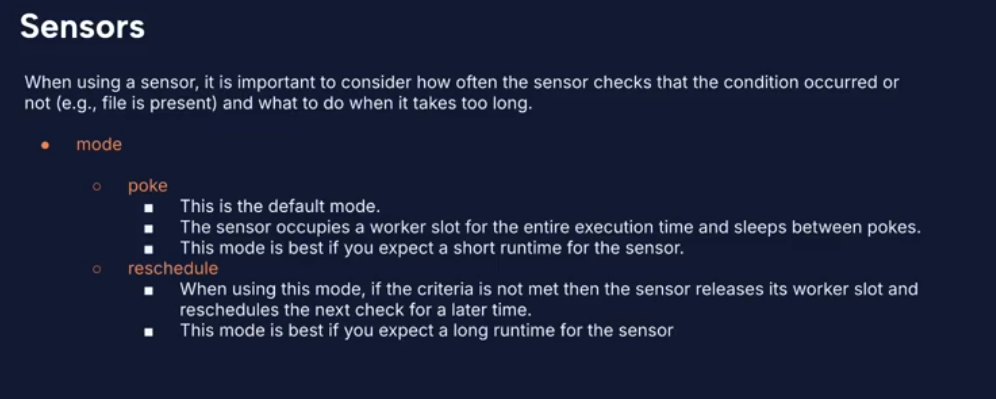 Sensors
When using a sensor, it is important to consider how often the sensor checks that the condition occurred or
not (e.g., file is present) and what to do when it takes too long.
mode
poke
This is the default mode.
The sensor occupies a worker slot for the entire execution time and sleeps between pokes.
This mode is best if you expect a short runtime for the sensor.
reschedule
When using this mode, if the criteria is not met then the sensor releases its worker slot and
reschedules the next check for a later time.
This mode is best if you expect a long runtime for the sensor